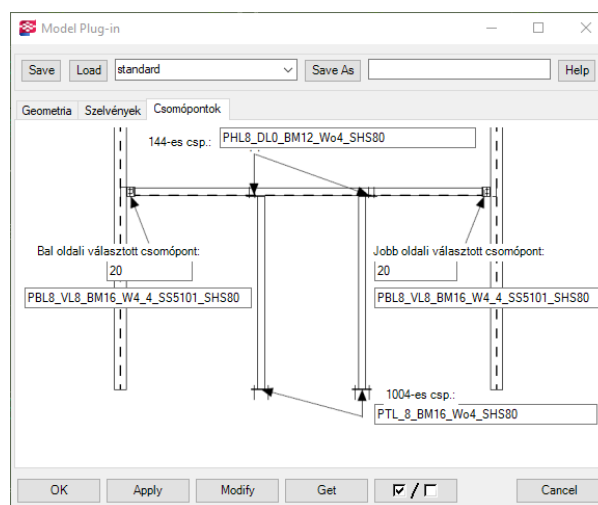 Model Plug-in
Save Load standard Save As Help
Geometria Szelvények Csomópontok
144-es csp.: PHL8_DL0_BM12_Wo4_SHS80
Bal oldali választott csomópont: Jobb oldali választott csomópont:
20 20
PBL8_VL8_BM16_W4_4_SS5101_SHS80 PBL8_VL8_BM16_W4_4_SS5101_SHS80
1004-es csp.:
PTL_8_BM16_Wo4_SHS80
OK Apply Modify Get / Cancel